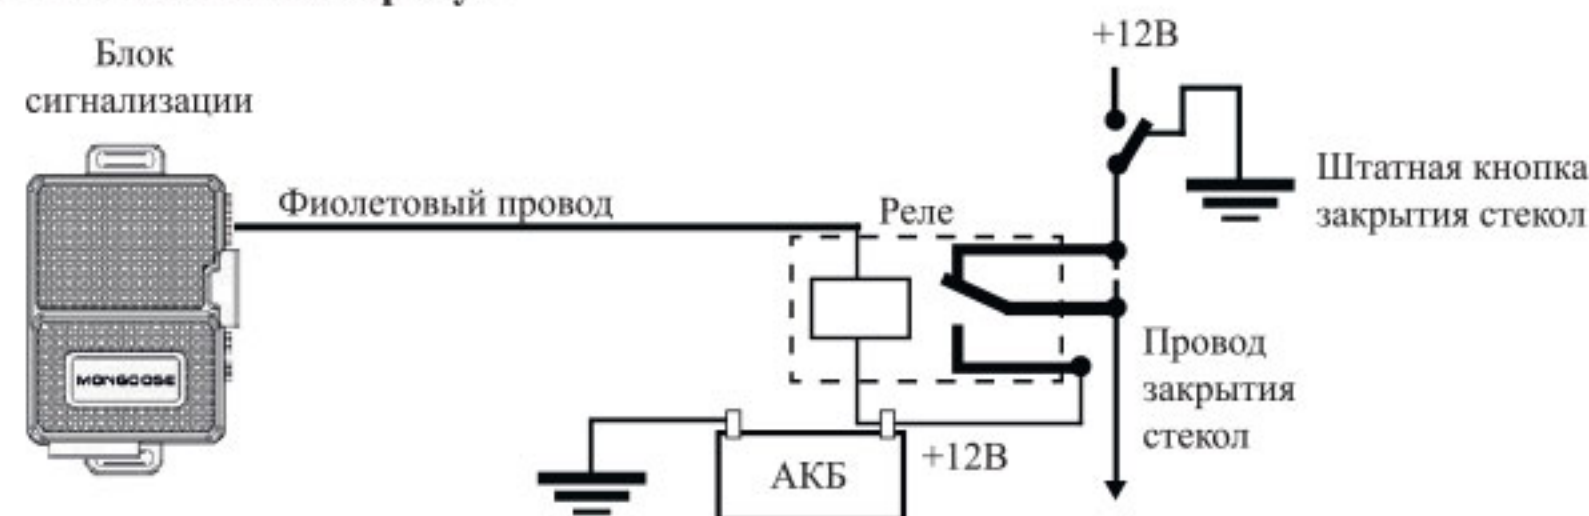 Блок
сигнализации
+12В
Штатная кнопка
закрытия стекол
Фиолетовый провод
Реле
Провод
закрытия
стекол
MONGOOSE
+12В
АКБ